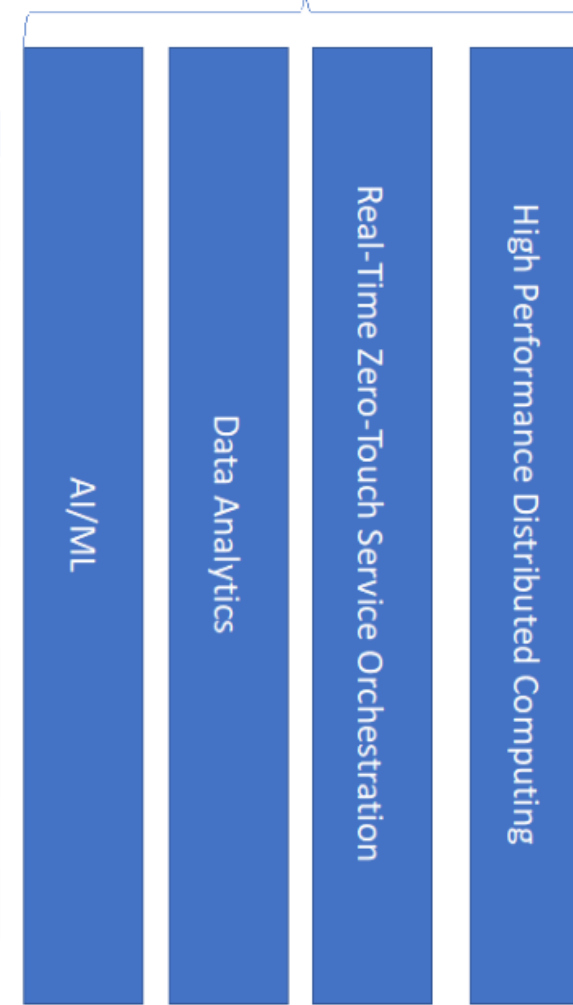 AI/ML
Data Analytics
Real-Time Zero-Touch Service Orchestration
High Performance Distributed Computing